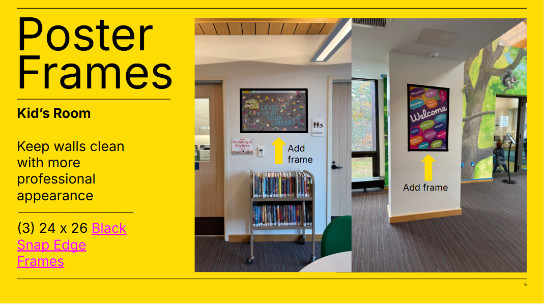 Poster
Frames
Kid's Room
Keep walls clean
with more
professional
appearance
(3) 24 x 26 Black
Snap Edge
Frames
Add
frame
Welcome
Add frame